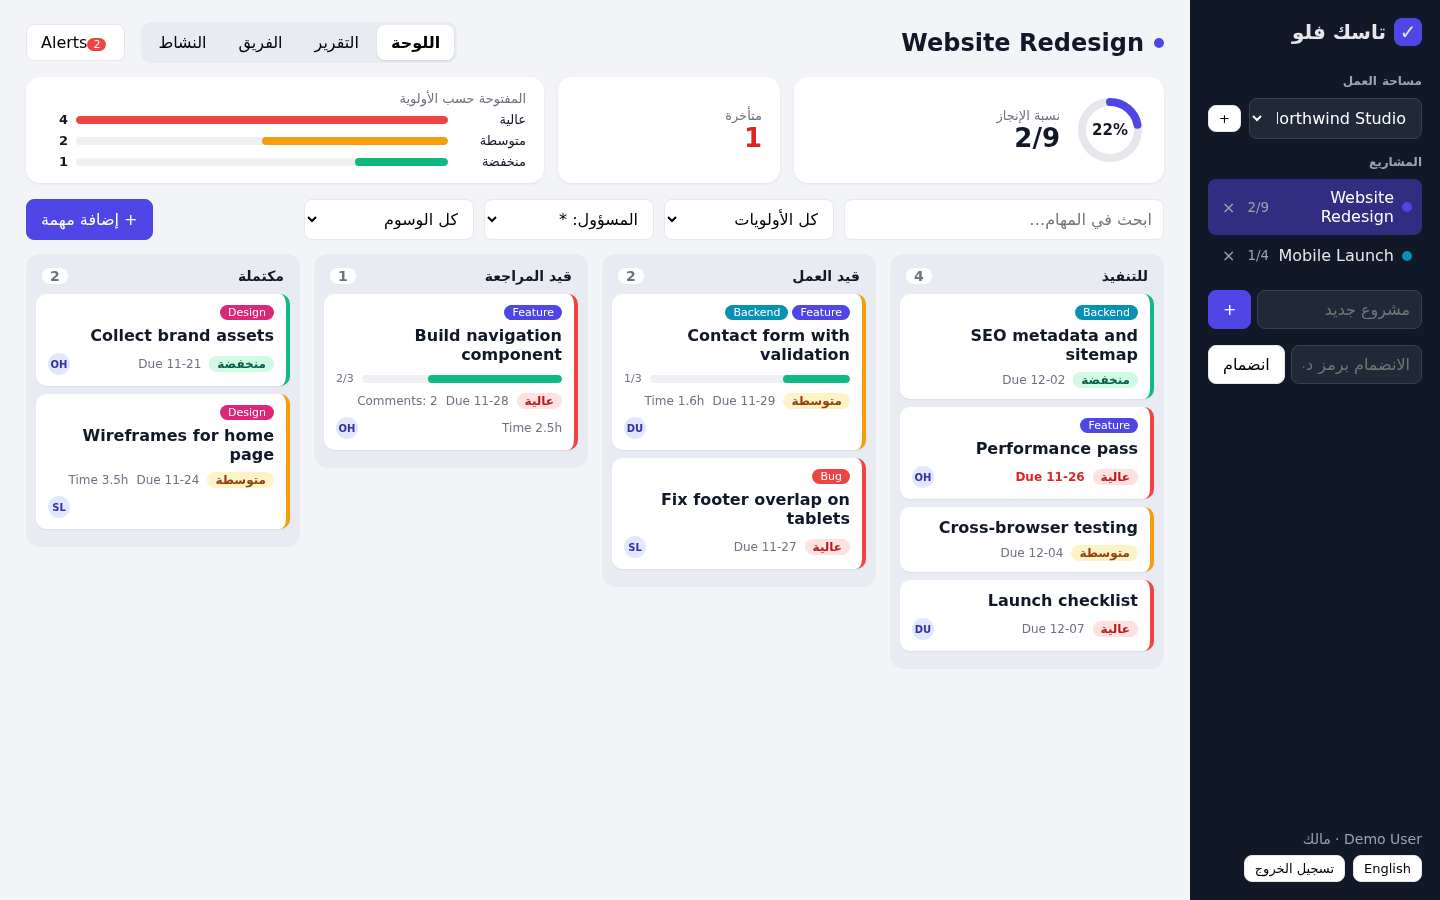 تاسك فلو
مساحة العمل
orthwind Studio
+
المشاريع
Website Redesign
2/9
×
Mobile Launch
1/4
×
مشروع جديد
+
الانضمام برمز د
انضمام
Demo User · مالك
English
تسجيل الخروج
Website Redesign
اللوحة
التقرير
الفريق
النشاط
Alerts 2
22%
نسبة الإنجاز
2/9
متأخرة
1
المفتوحة حسب الأولوية
عالية 4
متوسطة 2
منخفضة 1
ابحث في المهام...
كل الأولويات
المسؤول: *
كل الوسوم
+ إضافة مهمة
للتنفيذ 4
Backend
SEO metadata and
sitemap
منخفضة Due 12-02
Feature
Performance pass
عالية Due 11-26 OH
Cross-browser testing
متوسطة Due 12-04
Launch checklist
عالية Due 12-07 DU
قيد العمل 2
Feature Backend
Contact form with
validation
1/3
متوسطة Due 11-29 Time 1.6h
DU
Bug
Fix footer overlap on
tablets
عالية Due 11-27 SL
قيد المراجعة 1
Feature
Build navigation
component
2/3
عالية Due 11-28 Comments: 2
Time 2.5h OH
مكتملة 2
Design
Collect brand assets
منخفضة Due 11-21 OH
Design
Wireframes for home
page
متوسطة Due 11-24 Time 3.5h
SL